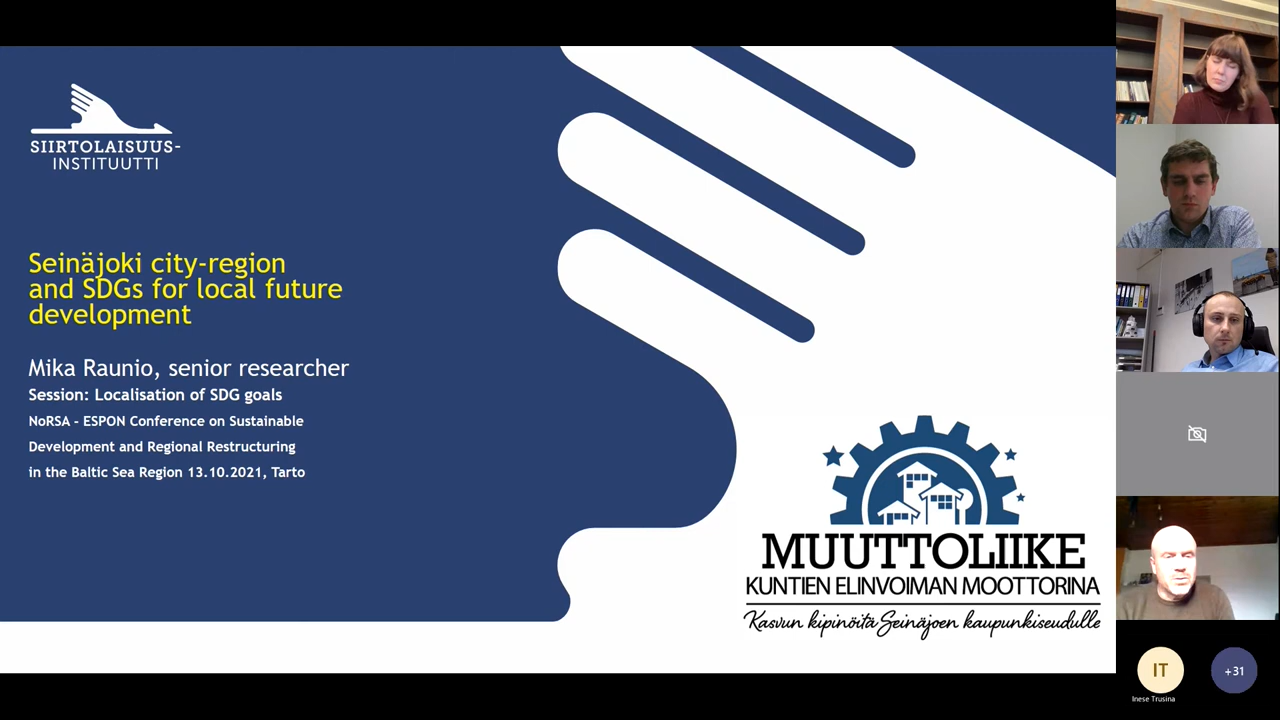 SIIRTOLAISUUS-
INSTITUUTTI
Seinäjoki city-region
and SDGs for local future
development
Mika Raunio, senior researcher
Session: Localisation of SDG goals
NoRSA - ESPON Conference on Sustainable
Development and Regional Restructuring
in the Baltic Sea Region 13.10.2021, Tarto
MUUTTOLIIKE
KUNTIEN ELINVOIMAN MOOTTORINA
Kasvun kipinöitä Seinäjoen kaupunkiseudulle
IT
+31
Inese Trusina